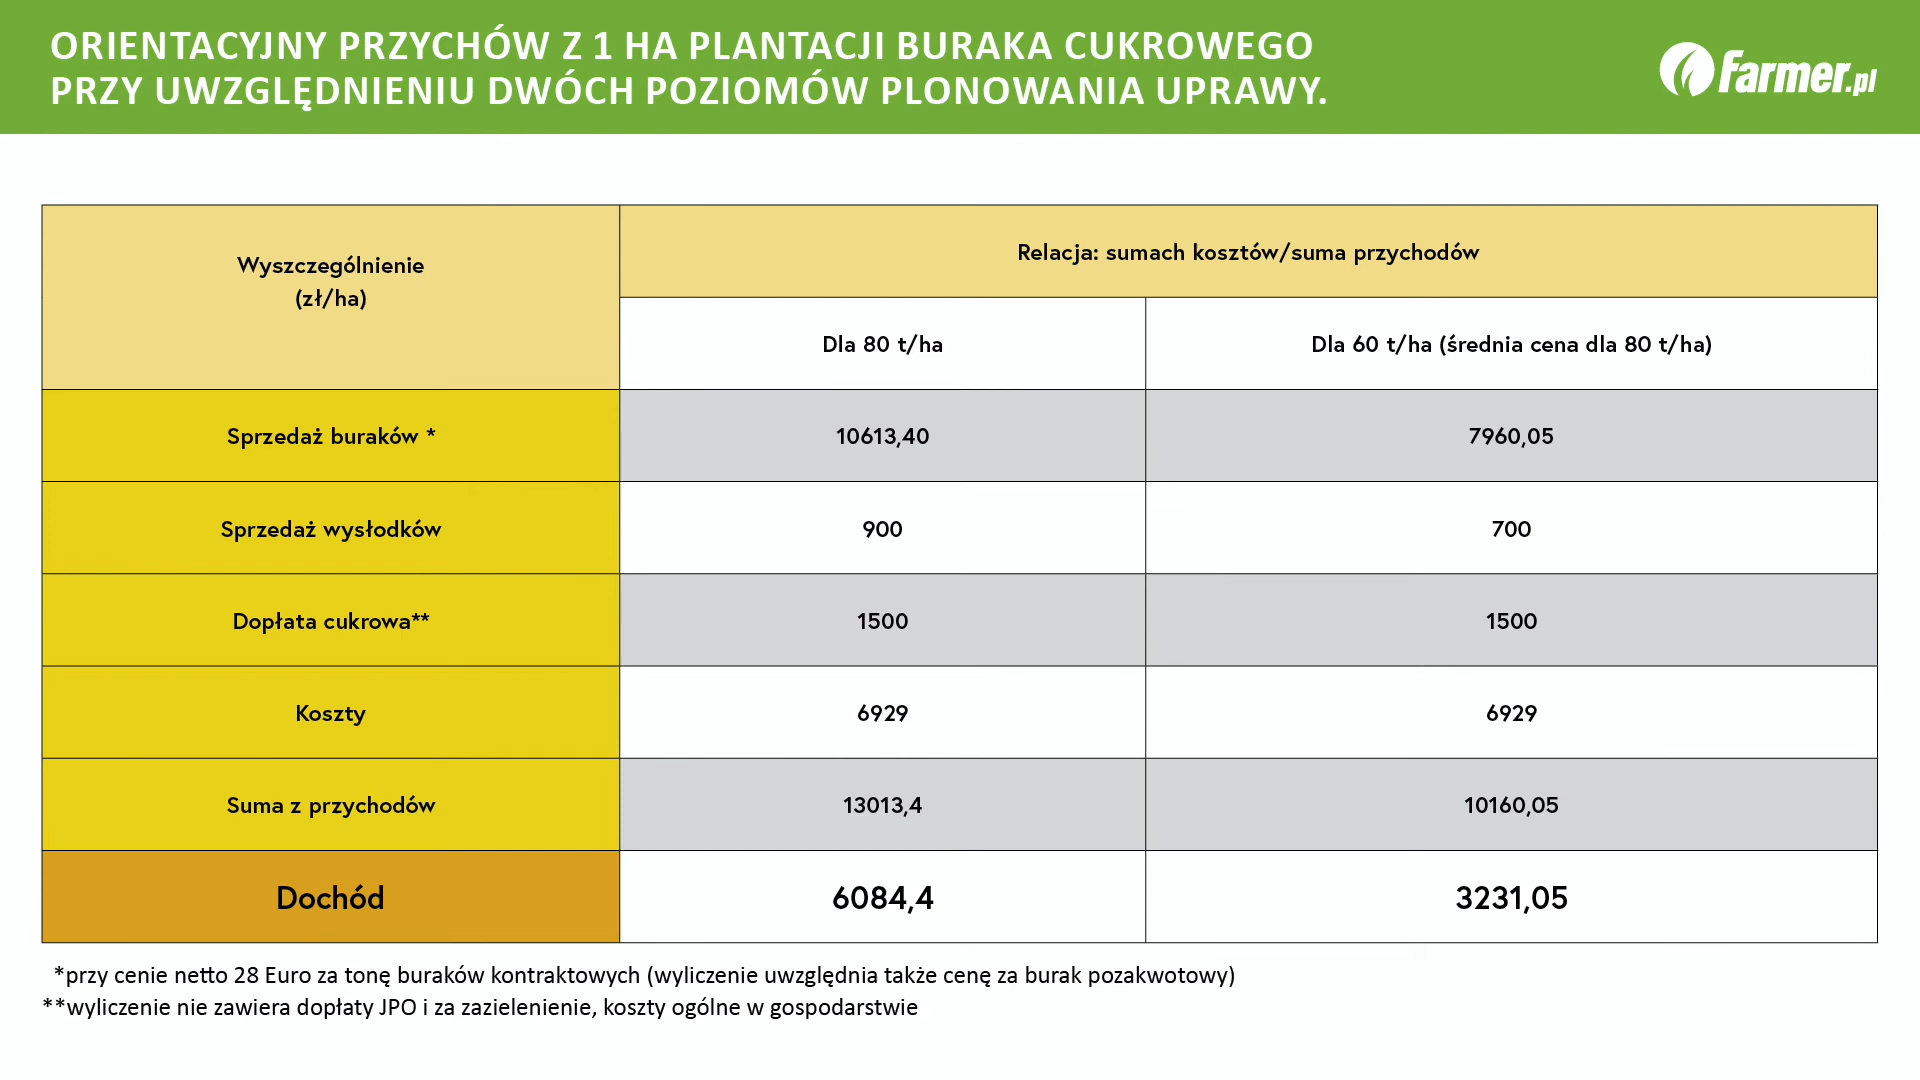 ORIENTACYJNY PRZYCHÓW Z 1 HA PLANTACJI BURAKA CUKROWEGO
PRZY UWZGLĘDNIENIU DWÓCH POZIOMÓW PLONOWANIA UPRAWY.
Farmer.pl
Wyszczególnienie
(zł/ha)
Relacja: sumach kosztów/suma przychodów
Dla 80 t/ha
Dla 60 t/ha (średnia cena dla 80 t/ha)
Sprzedaż buraków *
10613,40
7960,05
Sprzedaż wysłodków
900
700
Dopłata cukrowa**
1500
1500
Koszty
6929
6929
Suma z przychodów
13013,4
10160,05
Dochód
6084,4
3231,05
*przy cenie netto 28 Euro za tonę buraków kontraktowych (wyliczenie uwzględnia także cenę za burak pozakwotowy)
**wyliczenie nie zawiera dopłaty JPO i za zazielenienie, koszty ogólne w gospodarstwie